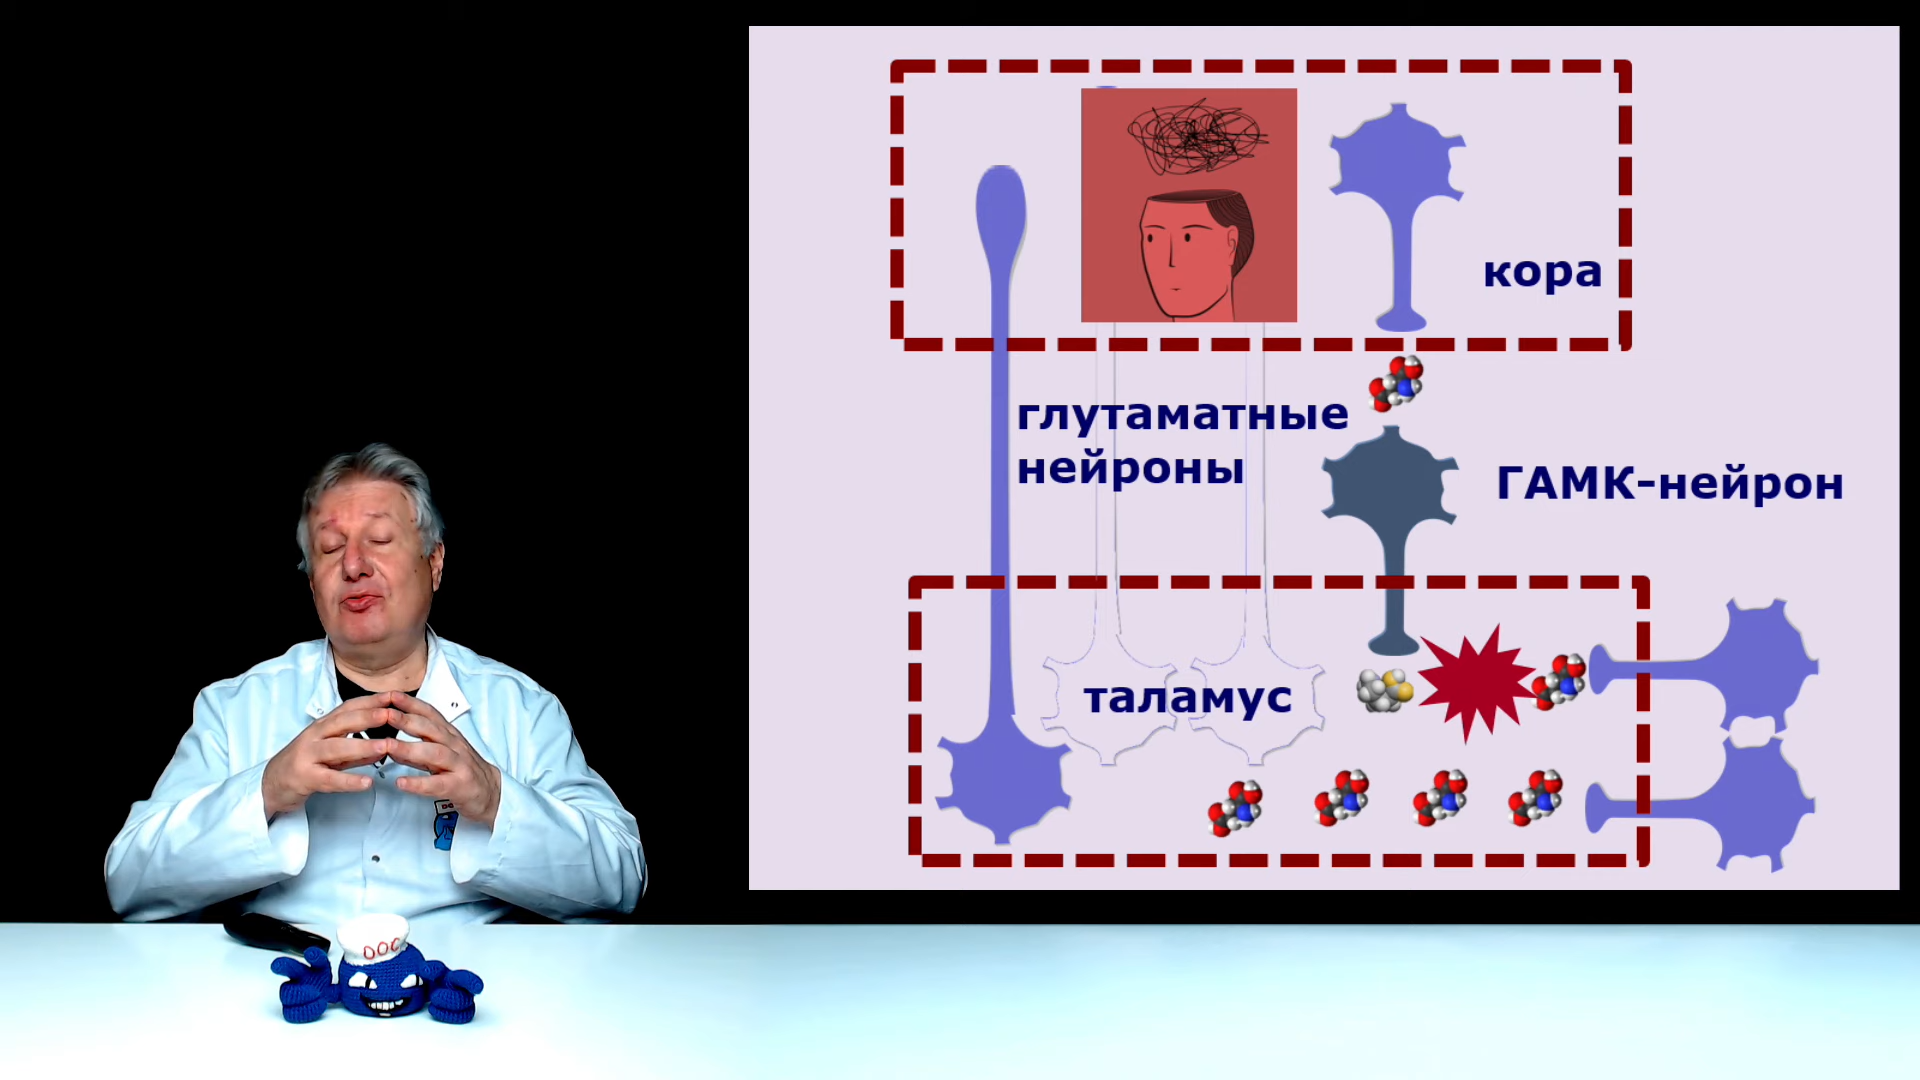 кора
глутаматные
нейроны
ГАМК-нейрон
таламус
DOC